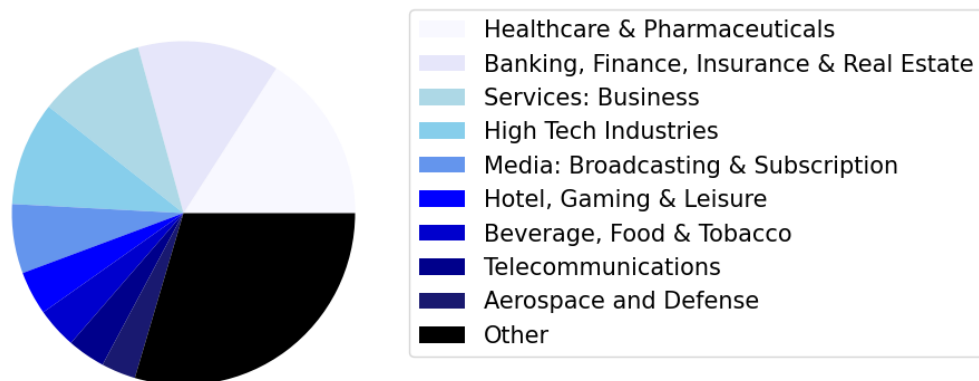 Healthcare & Pharmaceuticals
Banking, Finance, Insurance & Real Estate
Services: Business
High Tech Industries
Media: Broadcasting & Subscription
Hotel, Gaming & Leisure
Beverage, Food & Tobacco
Telecommunications
Aerospace and Defense
Other